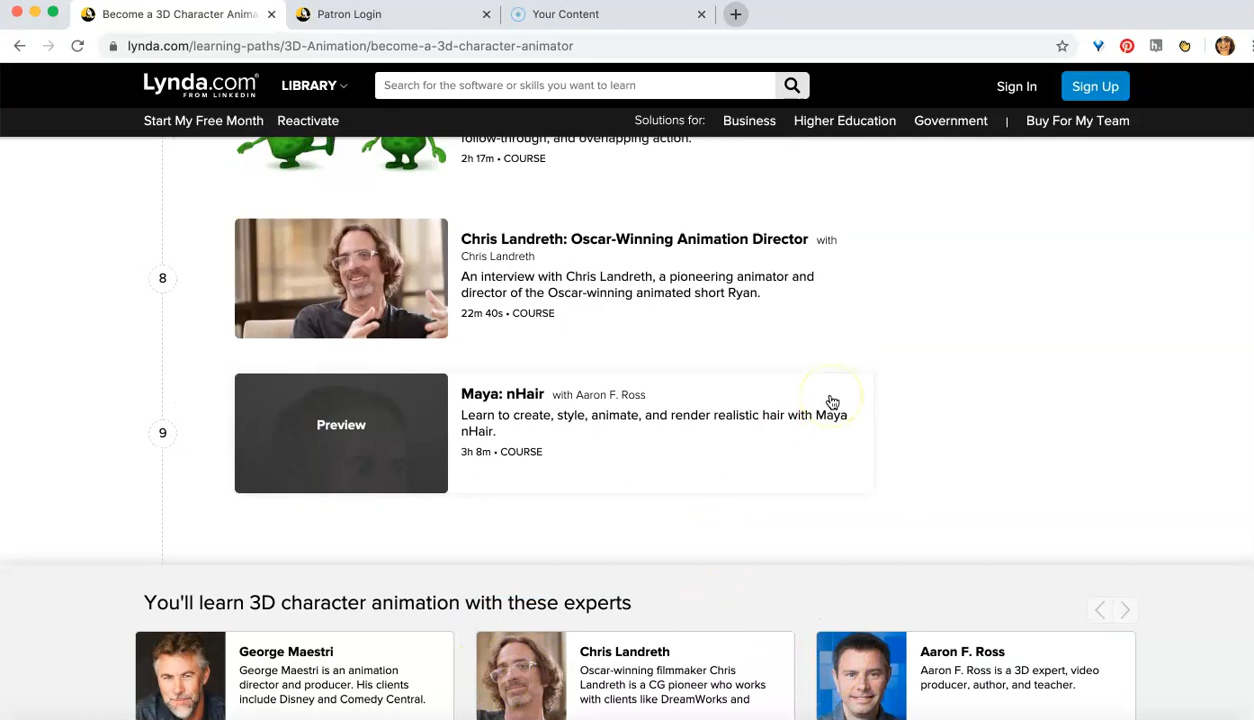 Become a 3D Character Anima
Patron Login
Your Content
lynda.com/learning-paths/3D-Animation/become-a-3d-character-animator
Lynda.com
FROM LINKEDIN
LIBRARY
Search for the software or skills you want to learn
Sign In
Sign Up
Start My Free Month
Reactivate
Solutions for:
Business
Higher Education
Government
|
Buy For My Team
follow-through, and overlapping action.
2h 17m • COURSE
8
Chris Landreth: Oscar-Winning Animation Director with
Chris Landreth
An interview with Chris Landreth, a pioneering animator and
director of the Oscar-winning animated short Ryan.
22m 40s • COURSE
9
Preview
Maya: nHair with Aaron F. Ross
Learn to create, style, animate, and render realistic hair with Maya
nHair.
3h 8m • COURSE
You'll learn 3D character animation with these experts
George Maestri
George Maestri is an animation
director and producer. His clients
include Disney and Comedy Central.
Chris Landreth
Oscar-winning filmmaker Chris
Landreth is a CG pioneer who works
with clients like DreamWorks and
Aaron F. Ross
Aaron F. Ross is a 3D expert, video
producer, author, and teacher.